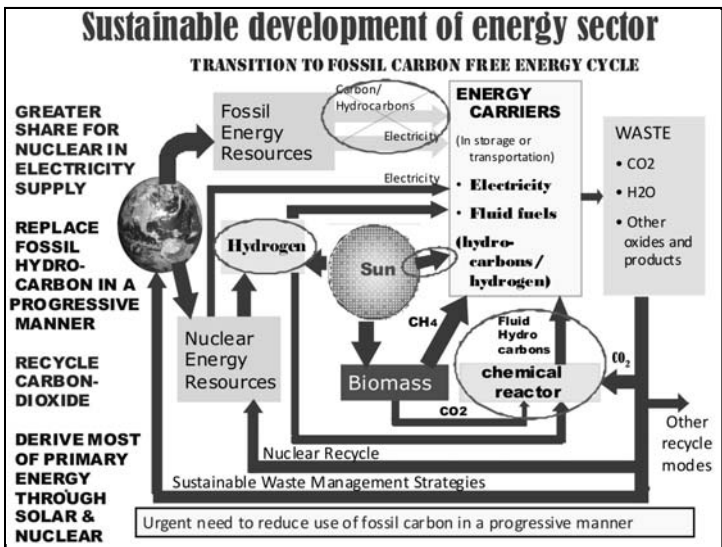 Sustainable development of energy sector
TRANSITION TO FOSSIL CARBON FREE ENERGY CYCLE
GREATER
SHARE FOR
NUCLEAR IN
ELECTRICITY
SUPPLY
REPLACE
FOSSIL
HYDRO-
CARBON IN A
PROGRESSIVE
MANNER
RECYCLE
CARBON-
DIOXIDE
DERIVE MOST
OF PRIMARY
ENERGY
THROUGH
SOLAR &
NUCLEAR
Fossil
Energy
Resources
Carbon/
Hydrocarbons
Electricity
Electricity
Hydrogen
Sun
Nuclear
Energy
Resources
Biomass
CH4
CO2
ENERGY
CARRIERS
(In storage or
transportation)
• Electricity
• Fluid fuels
(hydro-
carbons/
hydrogen)
Fluid
Hydro
carbons
chemical
reactor
WASTE
• CO2
• H2O
• Other
oxides and
products
CO2
Other
recycle
modes
Nuclear Recycle
Sustainable Waste Management Strategies
Urgent need to reduce use of fossil carbon in a progressive manner